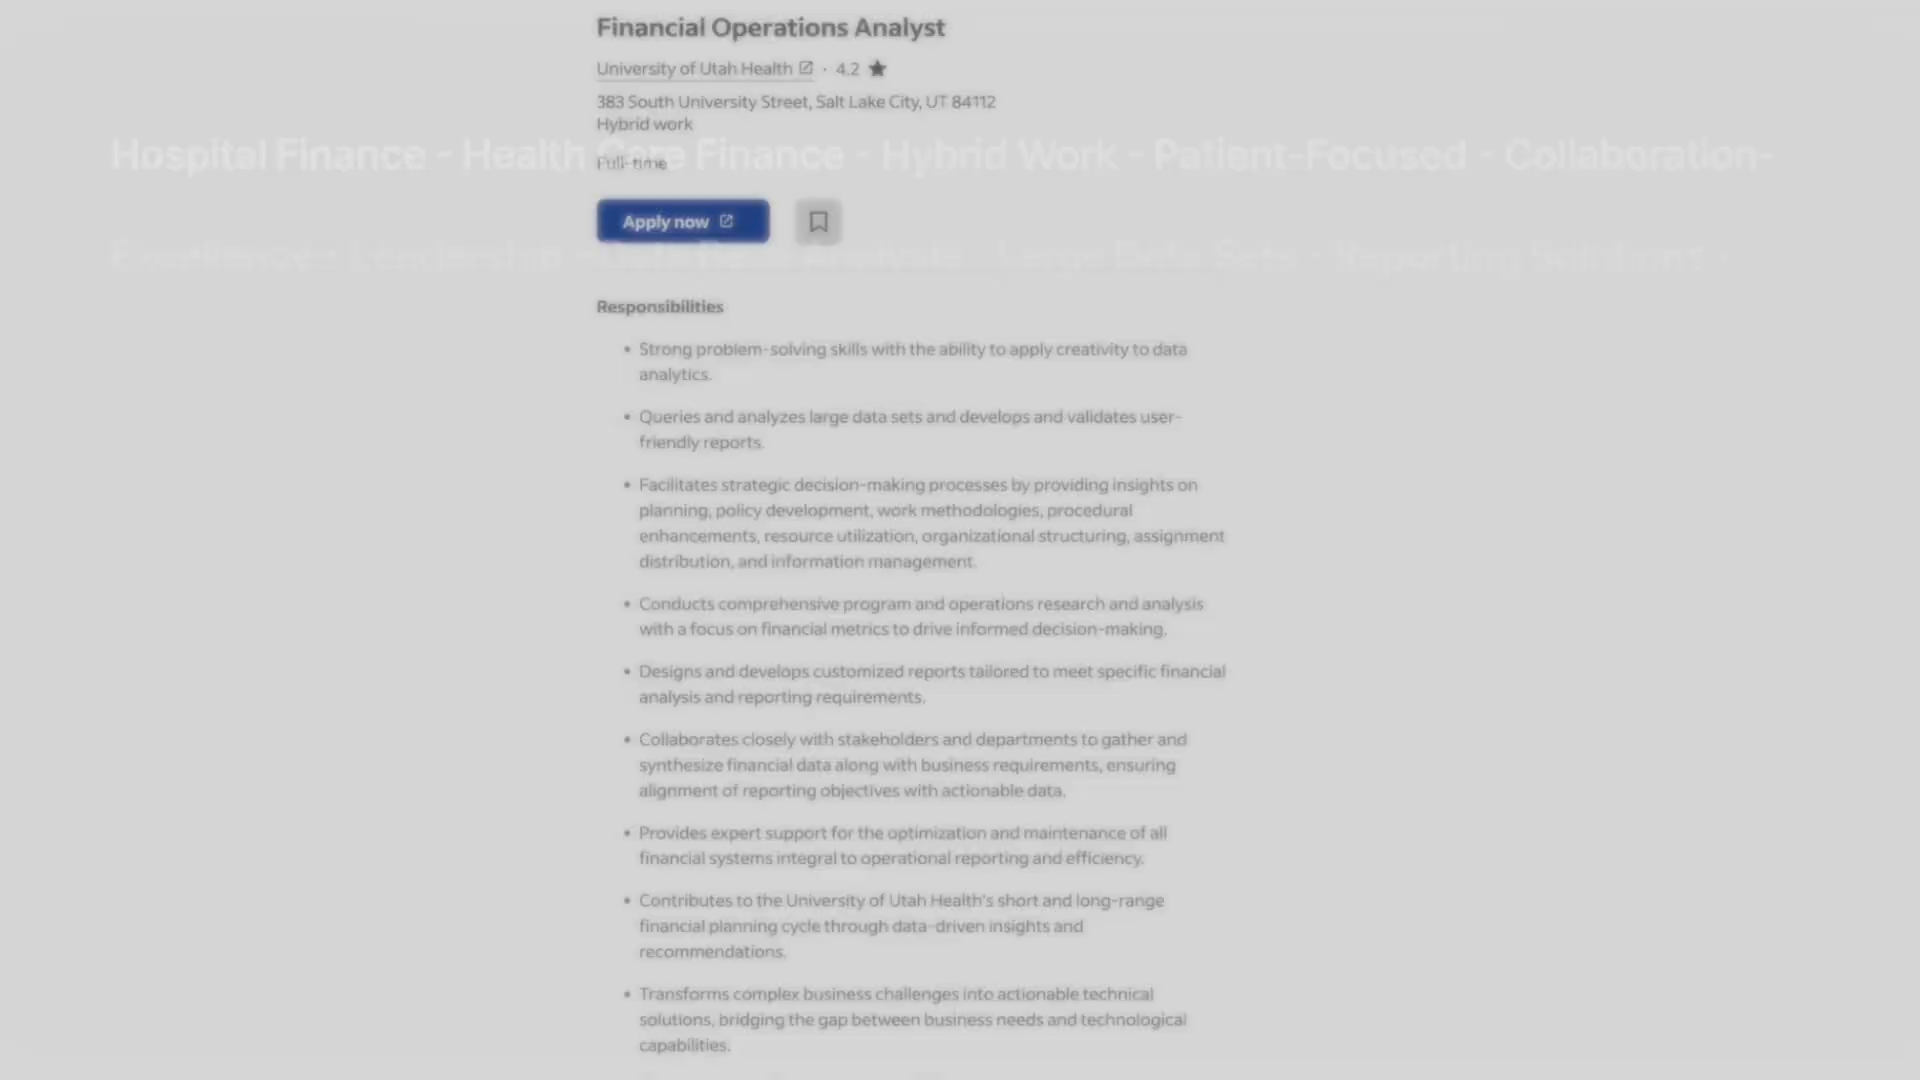 Financial Operations Analyst
University of Utah Health · 4.2 ★
383 South University Street, Salt Lake City, UT 84112
Hybrid work
Hospital Finance - Health Care Finance - Hybrid Work - Patient-Focused - Collaboration-
Full-time
Apply now
Excellence - Leadership - Data Analysis - Large Data Sets - Reporting Solutions -
Responsibilities
• Strong problem-solving skills with the ability to apply creativity to data
analytics.
• Queries and analyzes large data sets and develops and validates user-
friendly reports.
• Facilitates strategic decision-making processes by providing insights on
planning, policy development, work methodologies, procedural
enhancements, resource utilization, organizational structuring, assignment
distribution, and information management.
• Conducts comprehensive program and operations research and analysis
with a focus on financial metrics to drive informed decision-making.
• Designs and develops customized reports tailored to meet specific financial
analysis and reporting requirements.
• Collaborates closely with stakeholders and departments to gather and
synthesize financial data along with business requirements, ensuring
alignment of reporting objectives with actionable data.
• Provides expert support for the optimization and maintenance of all
financial systems integral to operational reporting and efficiency.
• Contributes to the University of Utah Health's short and long-range
financial planning cycle through data-driven insights and
recommendations.
• Transforms complex business challenges into actionable technical
solutions, bridging the gap between business needs and technological
capabilities.